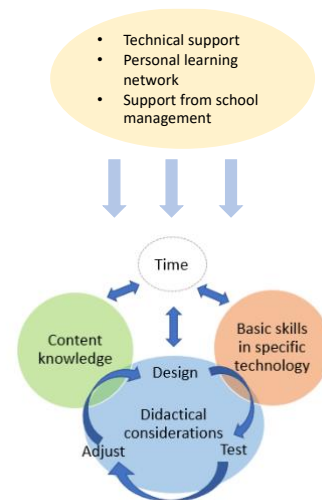 • Technical support
• Personal learning
network
• Support from school
management
Time
Content
knowledge
Basic skills
in specific
technology
Design
Didactical
considerations
Adjust
Test